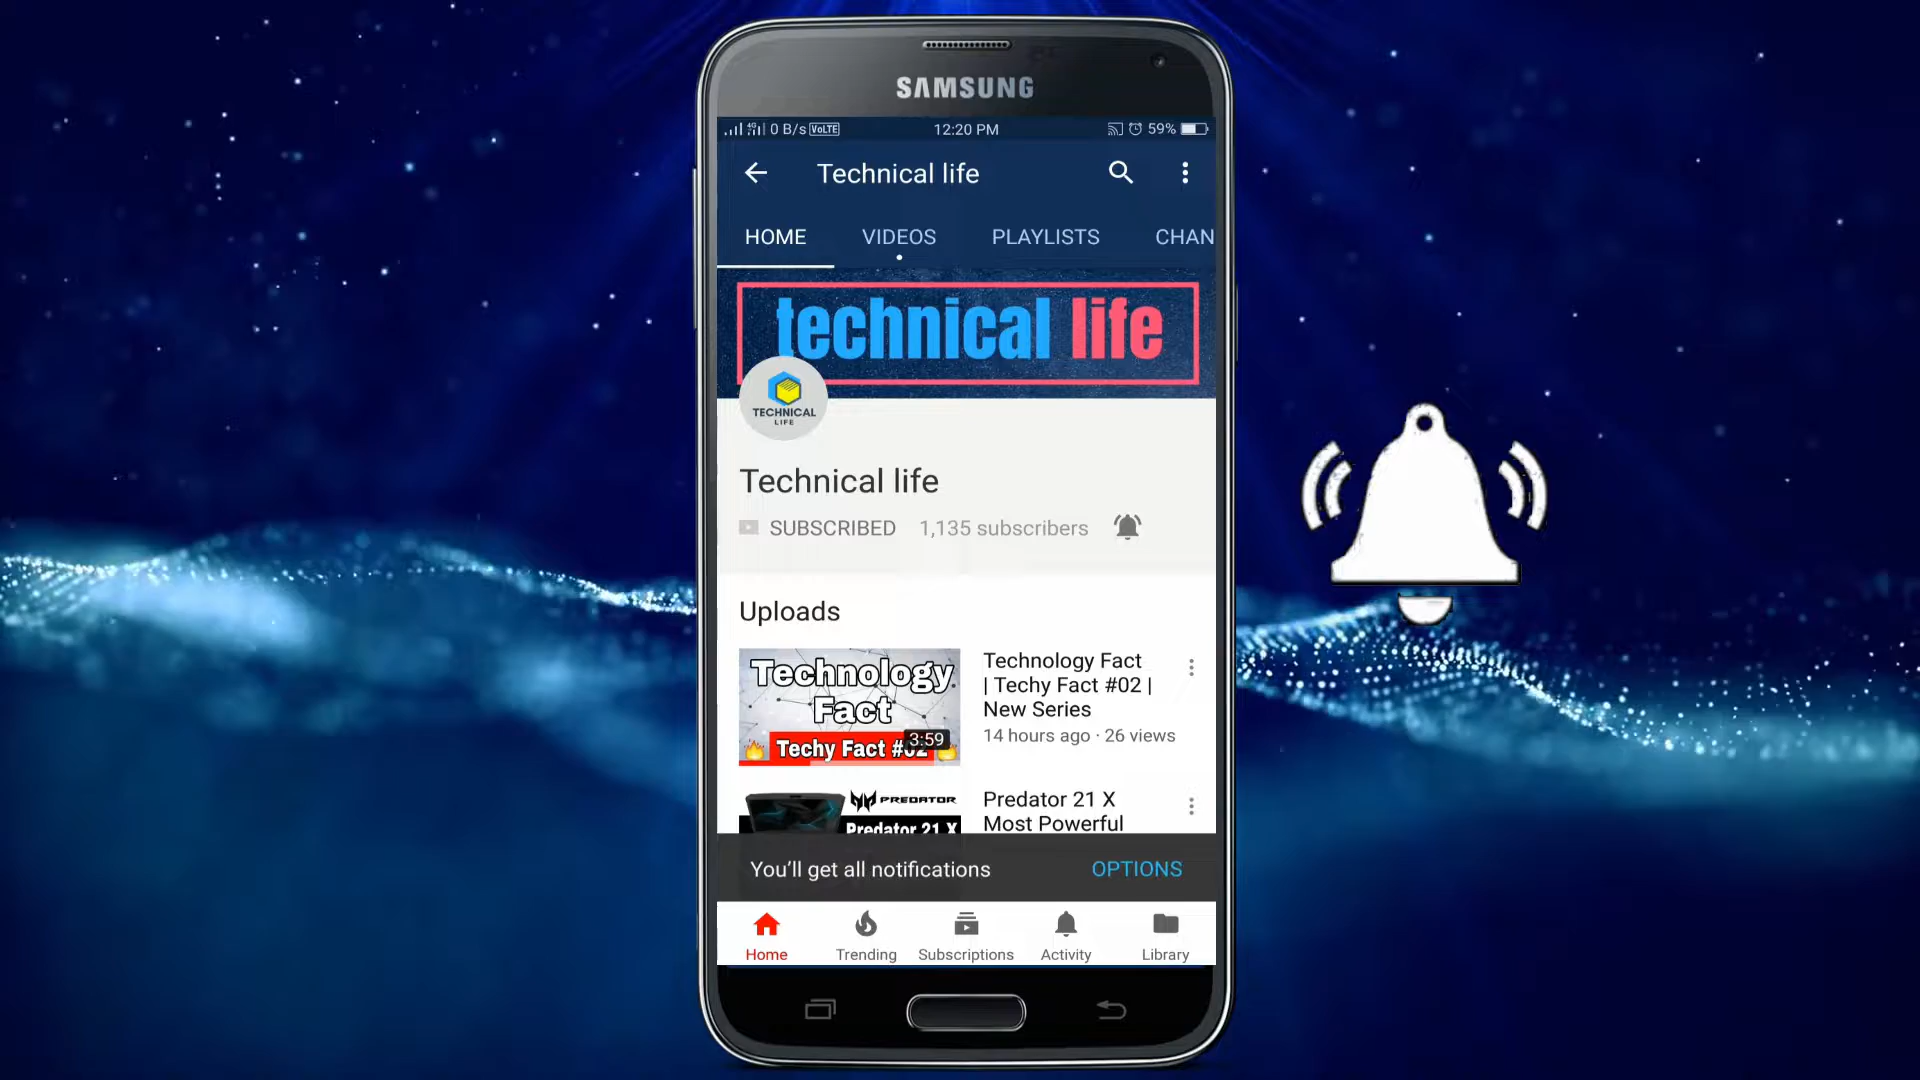 SAMSUNG
4G 0 B/s VoLTE 12:20 PM 59%
Technical life
HOME VIDEOS PLAYLISTS CHAN
technical life
TECHNICAL
LIFE
Technical life
SUBSCRIBED 1,135 subscribers
Uploads
Technology
Fact
Techy Fact #02
3:59
Technology Fact
| Techy Fact #02 |
New Series
14 hours ago · 26 views
PREDATOR
Predator 21 X
Predator 21 X
Most Powerful
You'll get all notifications OPTIONS
Home Trending Subscriptions Activity Library